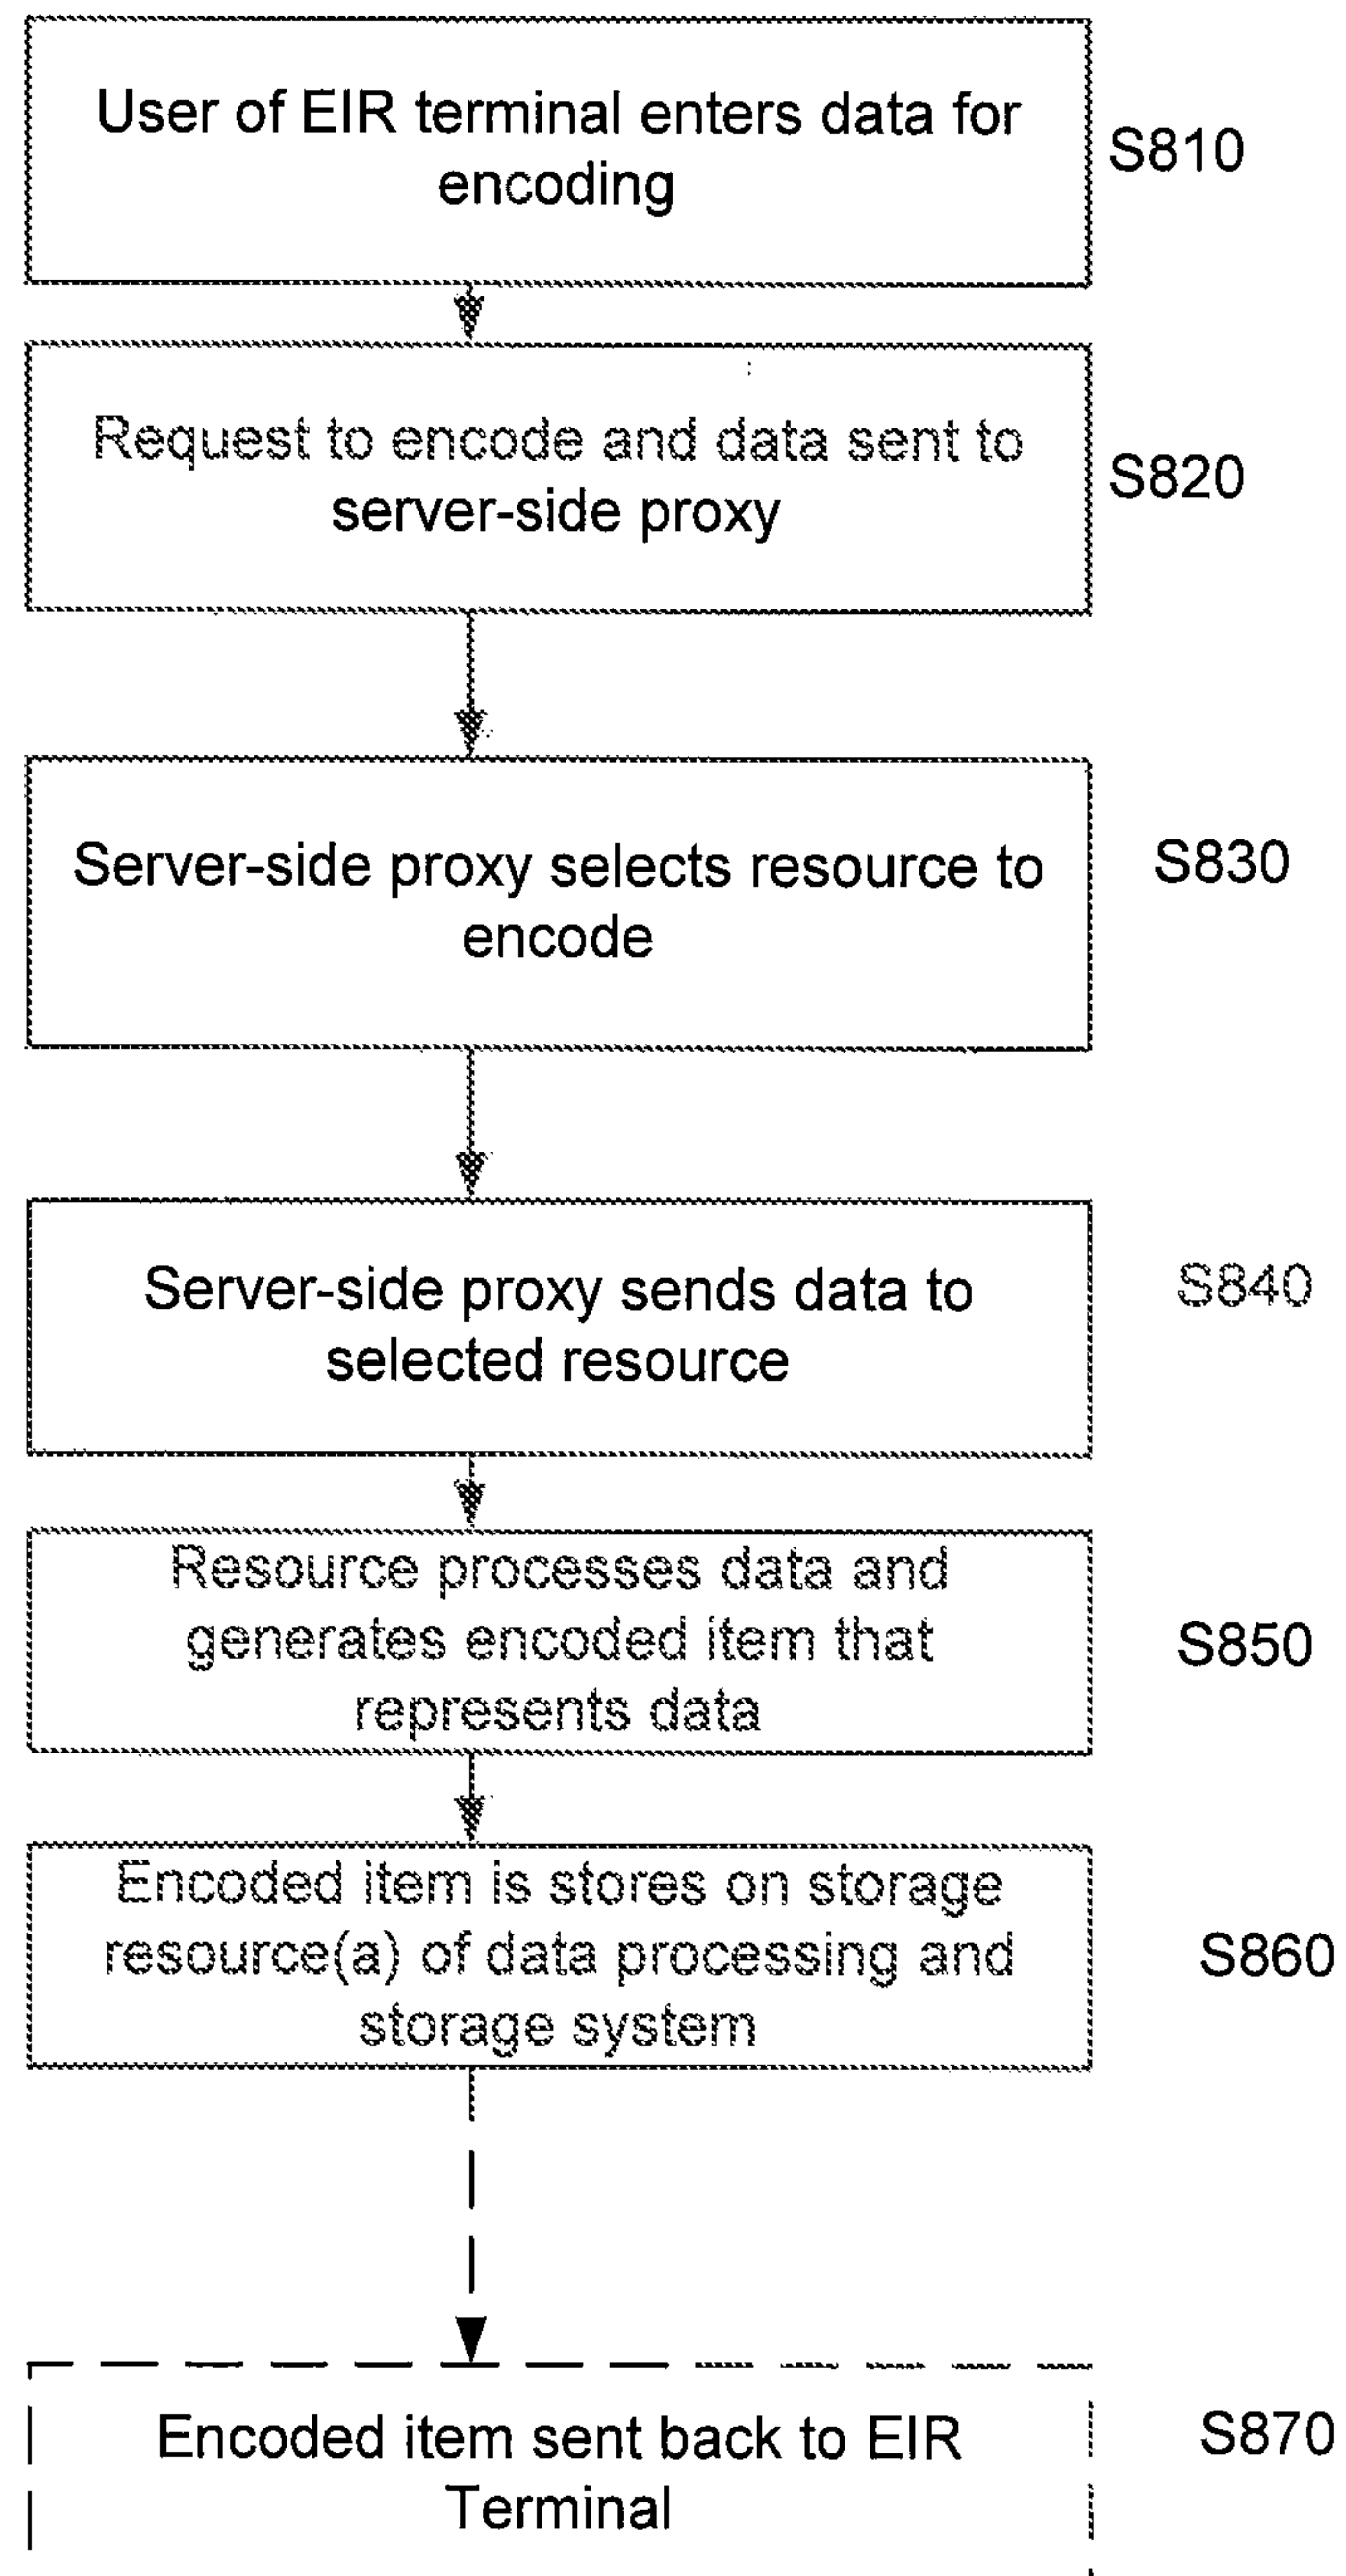 User of EIR terminal enters data for
encoding
S810
Request to encode and data sent to
server-side proxy
S820
Server-side proxy selects resource to
encode
S830
Server-side proxy sends data to
selected resource
S840
Resource processes data and
generates encoded item that
represents data
S850
Encoded item is stores on storage
resource(a) of data processing and
storage system
S860
Encoded item sent back to EIR
Terminal
S870